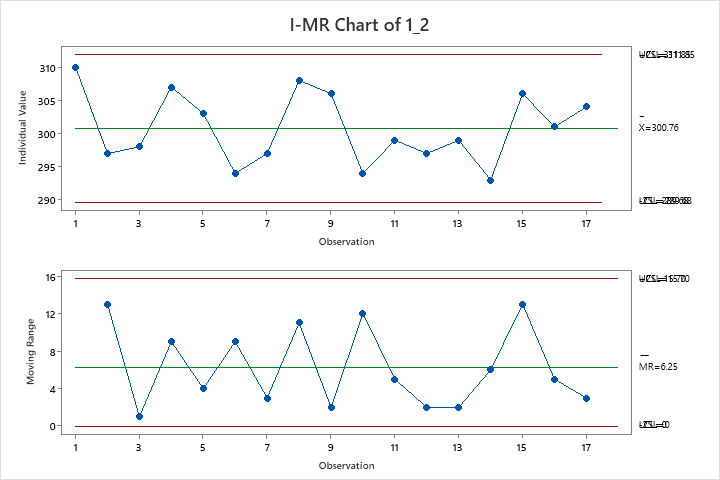 I-MR Chart of 1_2
Individual Value
310
305
300
295
290
1 3 5 7 9 11 13 15 17
Observation
_
X=300.76
Moving Range
16
12
8
4
0
1 3 5 7 9 11 13 15 17
Observation
__
MR=6.25